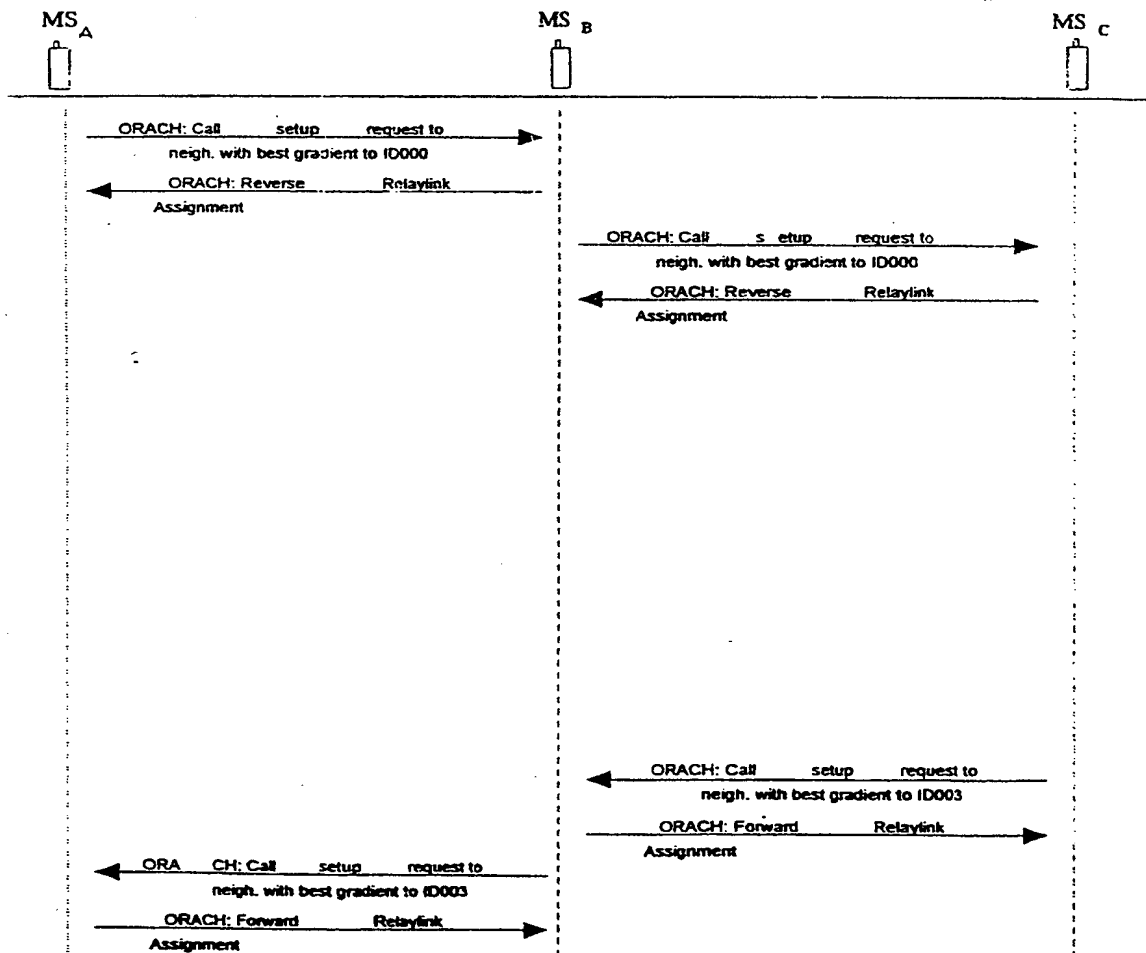 MS A MS B MS C
ORACH: Call setup request to
neigh. with best gradient to ID000
ORACH: Reverse Relaylink
Assignment
ORACH: Call s etup request to
neigh. with best gradient to ID000
ORACH: Reverse Relaylink
Assignment
ORACH: Call setup request to
neigh. with best gradient to ID003
ORACH: Forward Relaylink
Assignment
ORA CH: Call setup request to
neigh. with best gradient to ID003
ORACH: Forward Relaylink
Assignment